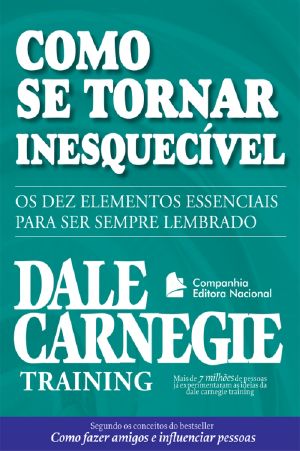 COMO
SE TORNAR
INESQUECÍVEL
OS DEZ ELEMENTOS ESSENCIAIS
PARA SER SEMPRE LEMBRADO
DALE
Companhia
Editora Nacional
CARNEGIE
TRAINING
Mais de 7 milhões de pessoas
já experimentaram as ideias da
dale carnegie training
Segundo os conceitos do bestseller
Como fazer amigos e influenciar pessoas